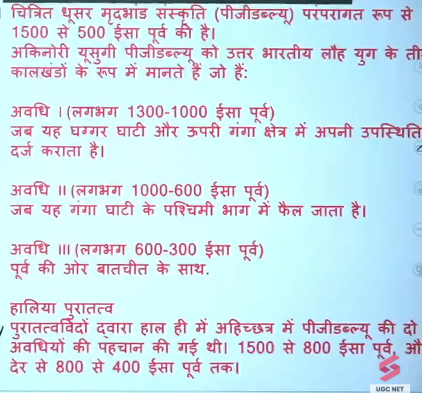 चित्रित धूसर मृदभांड संस्कृति (पीजीडब्ल्यू) परंपरागत रूप से
1500 से 500 ईसा पूर्व की है।
अकिनोरी यूसुगी पीजीडब्ल्यू को उत्तर भारतीय लौह युग के ती
कालखंडों के रूप में मानते हैं जो हैं:
अवधि I (लगभग 1300-1000 ईसा पूर्व)
जब यह घग्गर घाटी और ऊपरी गंगा क्षेत्र में अपनी उपस्थिति
दर्ज कराता है।
अवधि II (लगभग 1000-600 ईसा पूर्व)
जब यह गंगा घाटी के पश्चिमी भाग में फैल जाता है।
अवधि III (लगभग 600-300 ईसा पूर्व)
पूर्व की ओर बातचीत के साथ.
हालिया पुरातत्व
पुरातत्वविदों द्वारा हाल ही में अहिच्छत्र में पीजीडब्ल्यू की दो
अवधियों की पहचान की गई थी। 1500 से 800 ईसा पूर्व, औ
देर से 800 से 400 ईसा पूर्व तक।
UGC NET